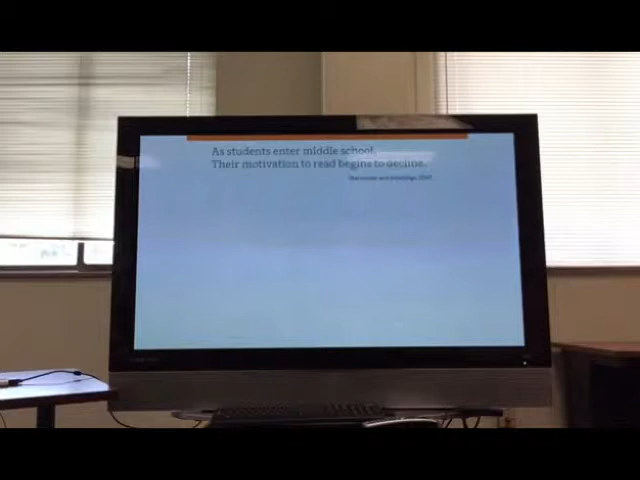 As students enter middle school,
Their motivation to read begins to decline.